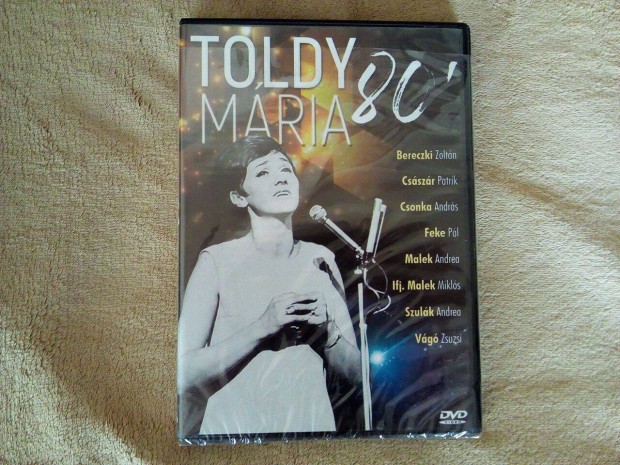 TOLDY
MÁRIA 80'
Bereczki Zoltán
Császár Patrik
Csonka András
Feke Pál
Malek Andrea
Ifj. Malek Miklós
Szulák Andrea
Vágó Zsuzsi
DVD
VIDEO